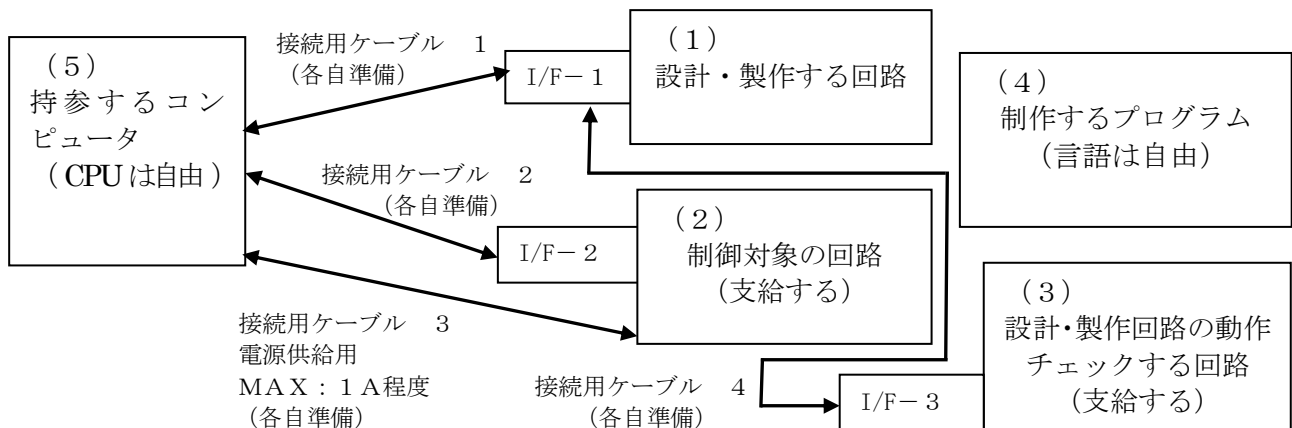 （５）
持参するコン
ピュータ
（CPUは自由）
接続用ケーブル　１
（各自準備）
I/F－１
（１）
設計・製作する回路
（４）
制作するプログラム
（言語は自由）
接続用ケーブル　２
（各自準備）
I/F－２
（２）
制御対象の回路
（支給する）
接続用ケーブル　３
電源供給用
ＭＡＸ：１Ａ程度
（各自準備）
接続用ケーブル　４
（各自準備）
I/F－３
（３）
設計・製作回路の動作
チェックする回路
（支給する）